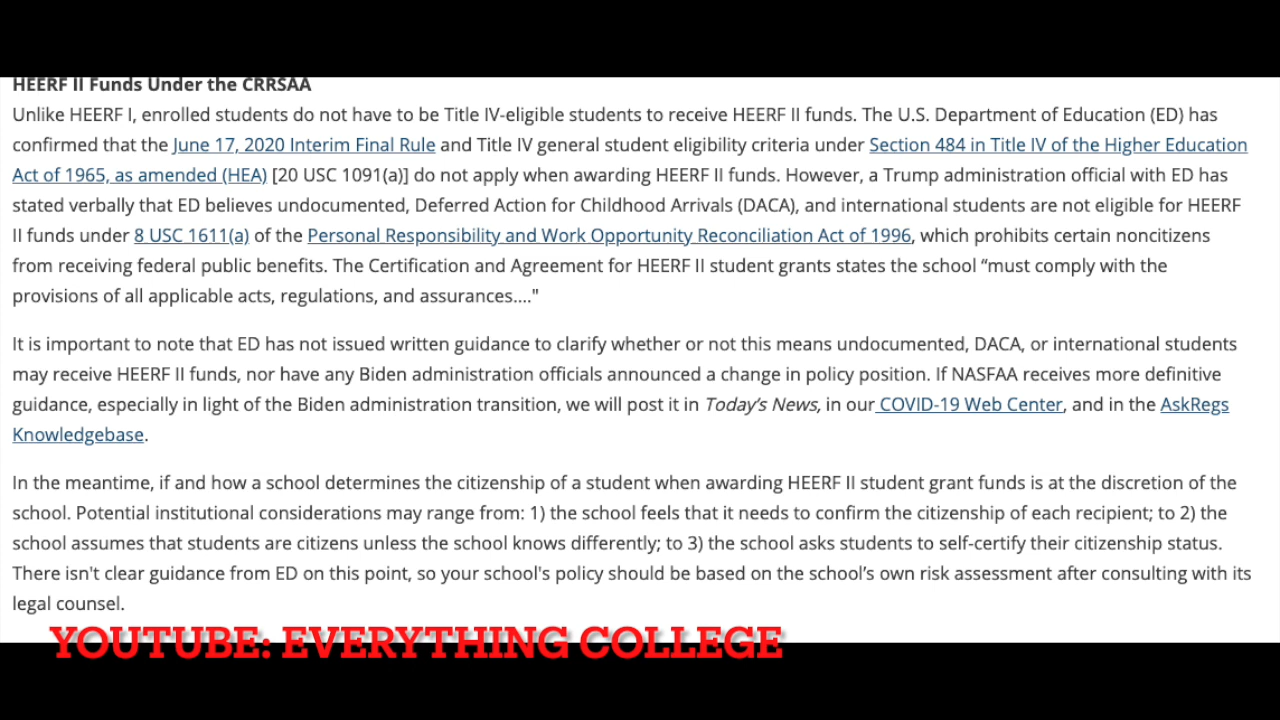 HEERF II Funds Under the CRRSAA
Unlike HEERF I, enrolled students do not have to be Title IV-eligible students to receive HEERF II funds. The U.S. Department of Education (ED) has
confirmed that the June 17, 2020 Interim Final Rule and Title IV general student eligibility criteria under Section 484 in Title IV of the Higher Education
Act of 1965, as amended (HEA) [20 USC 1091(a)] do not apply when awarding HEERF II funds. However, a Trump administration official with ED has
stated verbally that ED believes undocumented, Deferred Action for Childhood Arrivals (DACA), and international students are not eligible for HEERF
II funds under 8 USC 1611(a) of the Personal Responsibility and Work Opportunity Reconciliation Act of 1996, which prohibits certain noncitizens
from receiving federal public benefits. The Certification and Agreement for HEERF II student grants states the school “must comply with the
provisions of all applicable acts, regulations, and assurances...."
It is important to note that ED has not issued written guidance to clarify whether or not this means undocumented, DACA, or international students
may receive HEERF II funds, nor have any Biden administration officials announced a change in policy position. If NASFAA receives more definitive
guidance, especially in light of the Biden administration transition, we will post it in Today’s News, in our COVID-19 Web Center, and in the AskRegs
Knowledgebase.
In the meantime, if and how a school determines the citizenship of a student when awarding HEERF II student grant funds is at the discretion of the
school. Potential institutional considerations may range from: 1) the school feels that it needs to confirm the citizenship of each recipient; to 2) the
school assumes that students are citizens unless the school knows differently; to 3) the school asks students to self-certify their citizenship status.
There isn't clear guidance from ED on this point, so your school's policy should be based on the school’s own risk assessment after consulting with its
legal counsel.
YOUTUBE: EVERYTHING COLLEGE